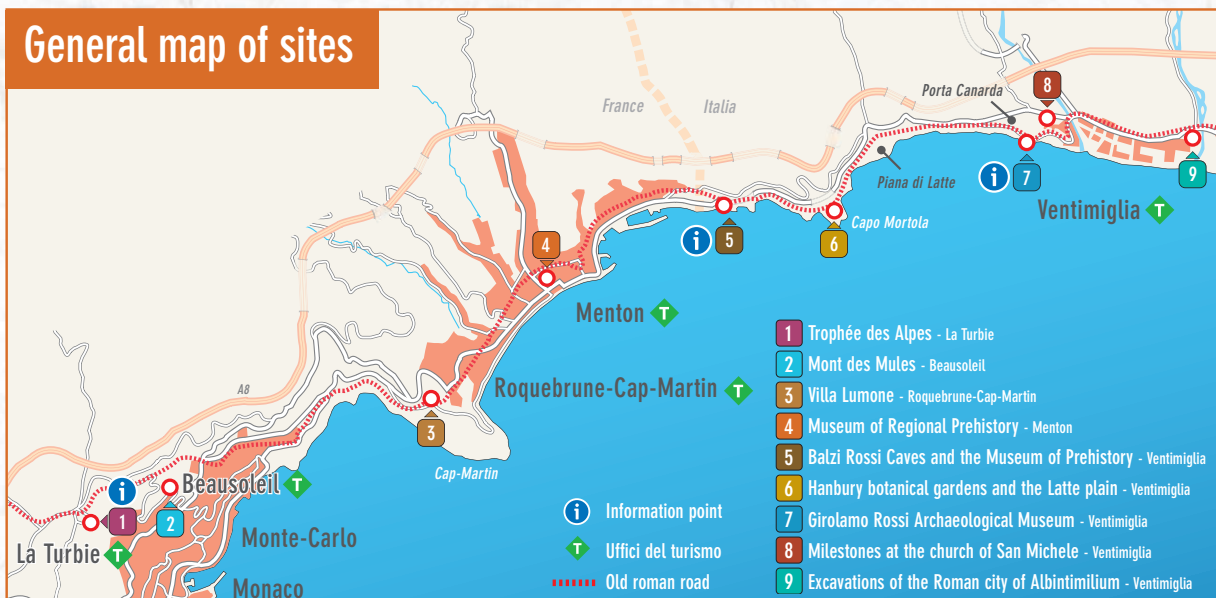 General map of sites
France
Italia
Porta Canarda
8
Piana di Latte
i
7
9
Ventimiglia T
Capo Mortola
i
5
6
4
Menton T
Roquebrune-Cap-Martin T
A8
3
Cap-Martin
Beausoleil T
i
1
2
La Turbie T
Monte-Carlo
Monaco
i Information point
T Uffici del turismo
Old roman road
1 Trophée des Alpes - La Turbie
2 Mont des Mules - Beausoleil
3 Villa Lumone - Roquebrune-Cap-Martin
4 Museum of Regional Prehistory - Menton
5 Balzi Rossi Caves and the Museum of Prehistory - Ventimiglia
6 Hanbury botanical gardens and the Latte plain - Ventimiglia
7 Girolamo Rossi Archaeological Museum - Ventimiglia
8 Milestones at the church of San Michele - Ventimiglia
9 Excavations of the Roman city of Albintimilium - Ventimiglia